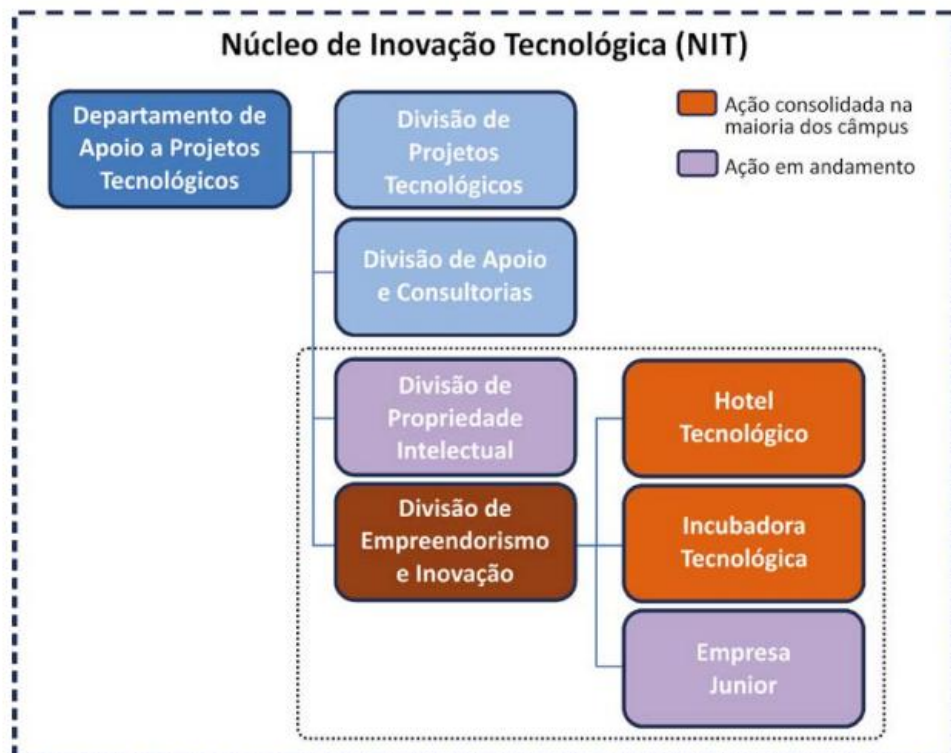 Núcleo de Inovação Tecnológica (NIT)
Departamento de
Apoio a Projetos
Tecnológicos
Divisão de
Projetos
Tecnológicos
Ação consolidada na
maioria dos câmpus
Ação em andamento
Divisão de Apoio
e Consultorias
Divisão de
Propriedade
Intelectual
Hotel
Tecnológico
Divisão de
Empreendorismo
e Inovação
Incubadora
Tecnológica
Empresa
Junior